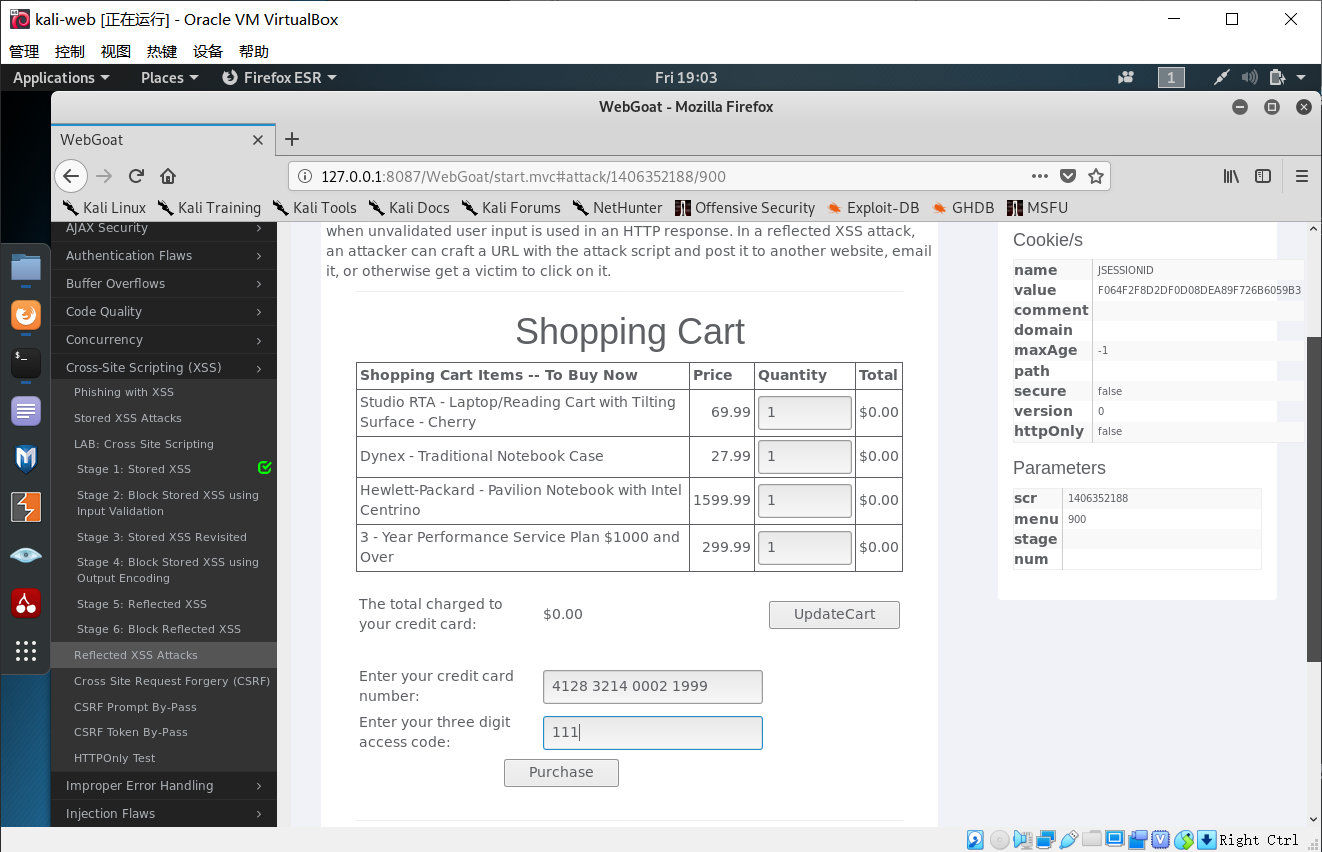 kali-web [正在运行] - Oracle VM VirtualBox
管理 控制 视图 热键 设备 帮助
Applications Places Firefox ESR Fri 19:03 1
WebGoat - Mozilla Firefox
WebGoat
127.0.0.1:8087/WebGoat/start.mvc#attack/1406352188/900
Kali Linux Kali Training Kali Tools Kali Docs Kali Forums NetHunter Offensive Security Exploit-DB GHDB MSFU
AJAX Security
Authentication Flaws
Buffer Overflows
Code Quality
Concurrency
Cross-Site Scripting (XSS)
Phishing with XSS
Stored XSS Attacks
LAB: Cross Site Scripting
Stage 1: Stored XSS
Stage 2: Block Stored XSS using
Input Validation
Stage 3: Stored XSS Revisited
Stage 4: Block Stored XSS using
Output Encoding
Stage 5: Reflected XSS
Stage 6: Block Reflected XSS
Reflected XSS Attacks
Cross Site Request Forgery (CSRF)
CSRF Prompt By-Pass
CSRF Token By-Pass
HTTPOnly Test
Improper Error Handling
Injection Flaws
when unvalidated user input is used in an HTTP response. In a reflected XSS attack,
an attacker can craft a URL with the attack script and post it to another website, email
it, or otherwise get a victim to click on it.
Shopping Cart
Shopping Cart Items -- To Buy Now Price Quantity Total
Studio RTA - Laptop/Reading Cart with Tilting
Surface - Cherry 69.99 1 $0.00
Dynex - Traditional Notebook Case 27.99 1 $0.00
Hewlett-Packard - Pavilion Notebook with Intel
Centrino 1599.99 1 $0.00
3 - Year Performance Service Plan $1000 and
Over 299.99 1 $0.00
The total charged to
your credit card: $0.00 UpdateCart
Enter your credit card
number: 4128 3214 0002 1999
Enter your three digit
access code: 111
Purchase
Cookie/s
name JSESSIONID
value F064F2F8D2DF0D08DEA89F726B6059B3
comment
domain
maxAge -1
path
secure false
version 0
httpOnly false
Parameters
scr 1406352188
menu 900
stage
num
Right Ctrl